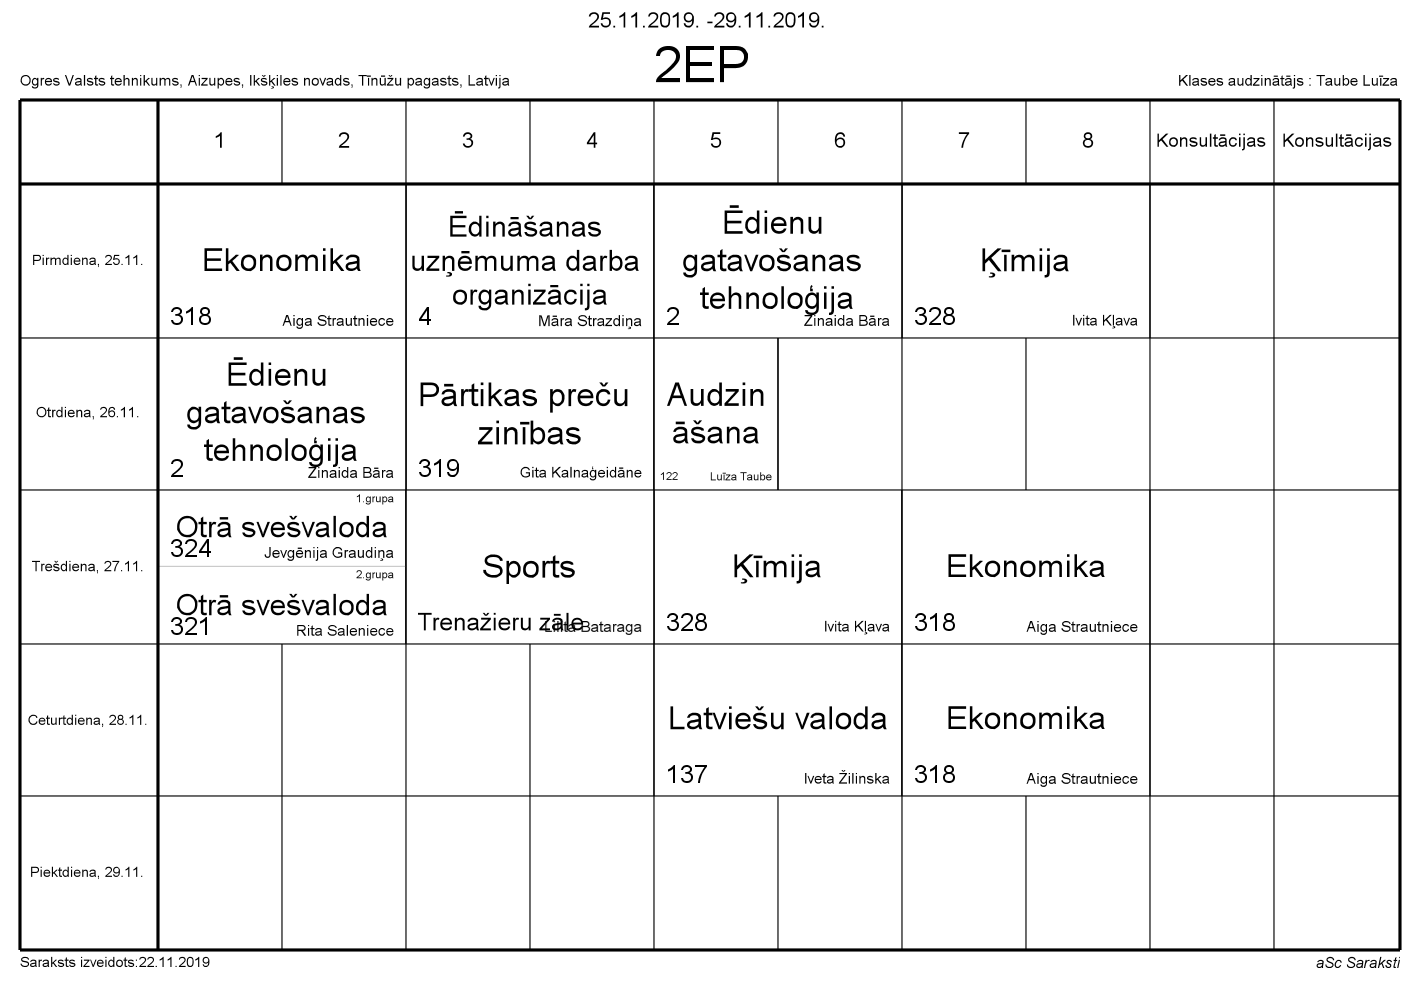 25.11.2019. -29.11.2019.
2EP
Ogres Valsts tehnikums, Aizupes, Ikšķiles novads, Tīnūžu pagasts, Latvija
Klases audzinātājs : Taube Luīza
1 2 3 4 5 6 7 8 Konsultācijas Konsultācijas
Pirmdiena, 25.11.
Ekonomika
318 Aiga Strautniece
Ēdināšanas
uzņēmuma darba
organizācija
4 Māra Strazdiņa
Ēdienu
gatavošanas
tehnoloģija
2 Zinaida Bāra
Ķīmija
328 Ivita Kļava
Otrdiena, 26.11.
Ēdienu
gatavošanas
tehnoloģija
2 Zinaida Bāra
Pārtikas preču
zinības
319 Gita Kalnaģeidāne
Audzin
āšana
122 Luīza Taube
Trešdiena, 27.11.
1.grupa
Otrā svešvaloda
324 Jevgēnija Graudiņa
2.grupa
Otrā svešvaloda
321 Rita Saleniece
Sports
Trenažieru zāle Bataraga
Ķīmija
328 Ivita Kļava
Ekonomika
318 Aiga Strautniece
Ceturtdiena, 28.11.
Latviešu valoda
137 Iveta Žilinska
Ekonomika
318 Aiga Strautniece
Piektdiena, 29.11.
Saraksts izveidots:22.11.2019
aSc Saraksti